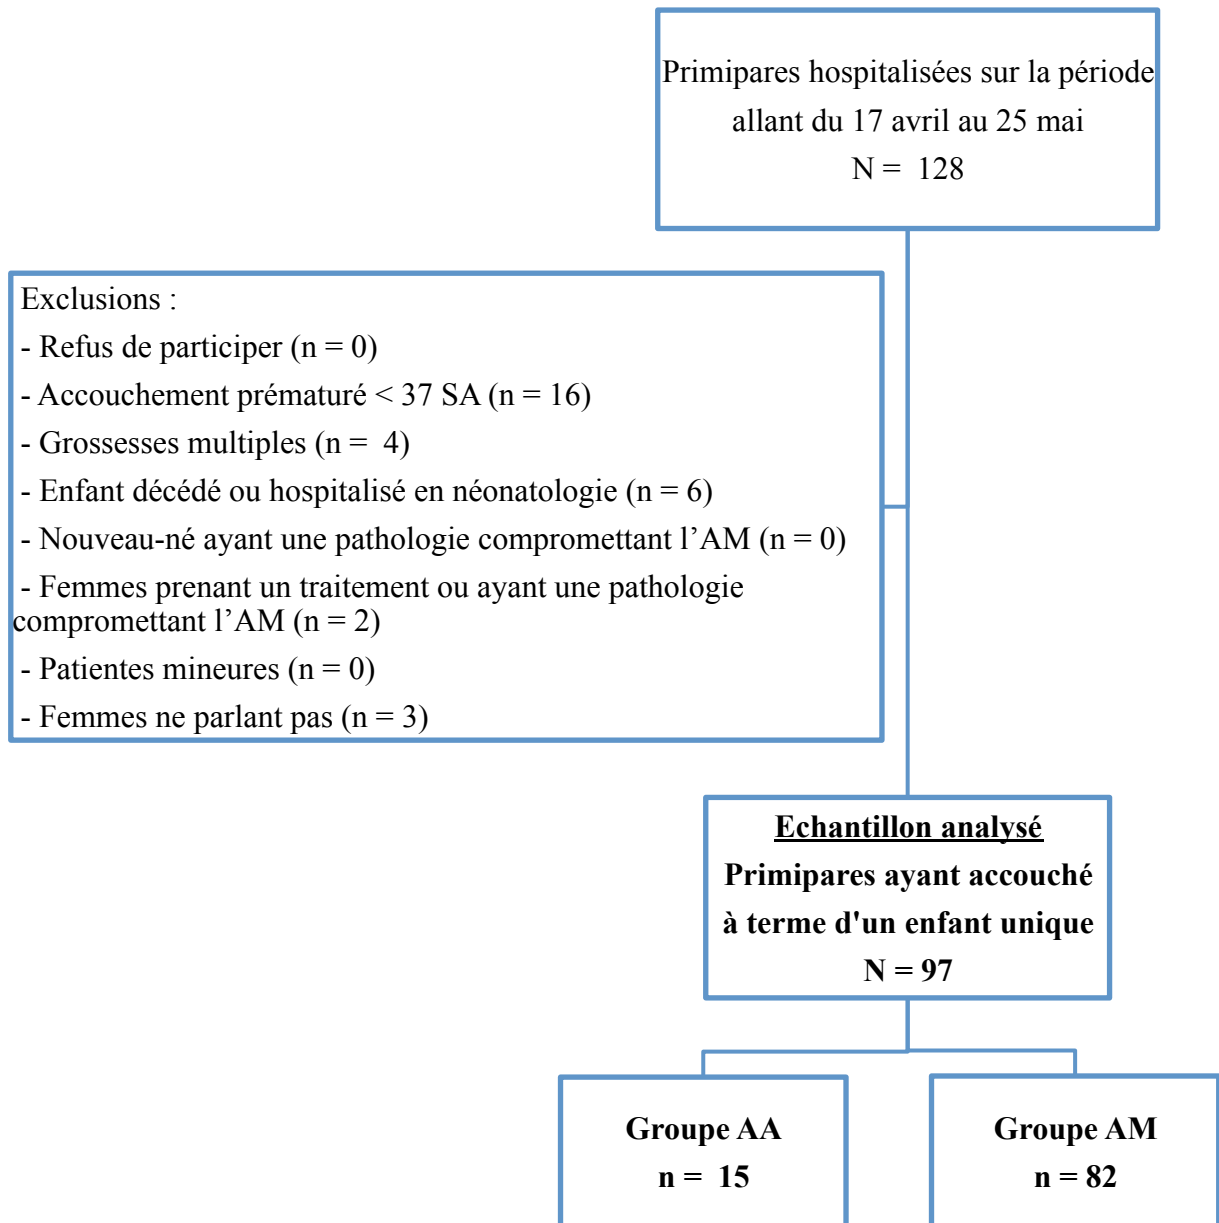 Primipares hospitalisées sur la période
allant du 17 avril au 25 mai
N = 128
Exclusions :
- Refus de participer (n = 0)
- Accouchement prématuré < 37 SA (n = 16)
- Grossesses multiples (n = 4)
- Enfant décédé ou hospitalisé en néonatologie (n = 6)
- Nouveau-né ayant une pathologie compromettant l’AM (n = 0)
- Femmes prenant un traitement ou ayant une pathologie
compromettant l’AM (n = 2)
- Patientes mineures (n = 0)
- Femmes ne parlant pas (n = 3)
Echantillon analysé
Primipares ayant accouché
à terme d'un enfant unique
N = 97
Groupe AA
n = 15
Groupe AM
n = 82